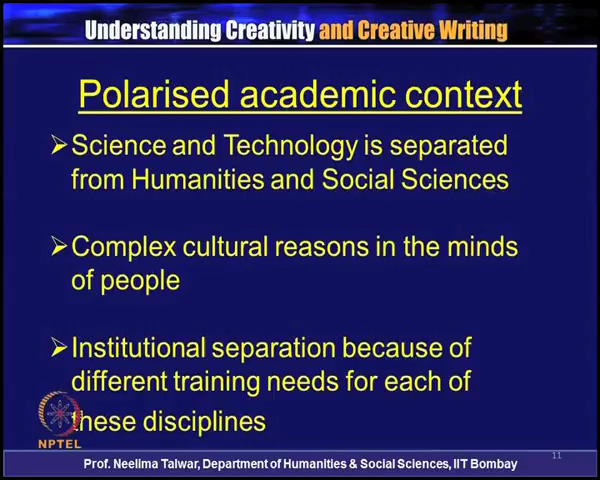 Understanding Creativity and Creative Writing
Polarised academic context
➢Science and Technology is separated
from Humanities and Social Sciences
➢Complex cultural reasons in the minds
of people
➢Institutional separation because of
different training needs for each of
these disciplines
NPTEL
11
Prof. Neelima Talwar, Department of Humanities & Social Sciences, IIT Bombay